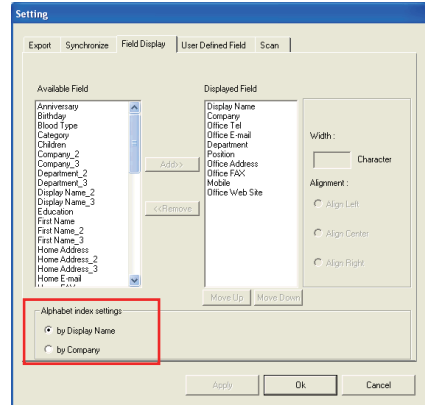 Setting
Export Synchronize Field Display User Defined Field Scan
Available Field
Anniversary
Birthday
Blood Type
Category
Children
Company_2
Company_3
Department_2
Department_3
Display Name_2
Display Name_3
Education
First Name
First Name_2
First Name_3
Home Address
Home Address_2
Home Address_3
Home E-mail
Add>>
<<Remove
Displayed Field
Display Name
Company
Office Tel
Office E-mail
Department
Position
Office Address
Office FAX
Mobile
Office Web Site
Move Up Move Down
Width :
Character
Alignment :
Align Left
Align Center
Align Right
Alphabet index settings
by Display Name
by Company
Apply Ok Cancel